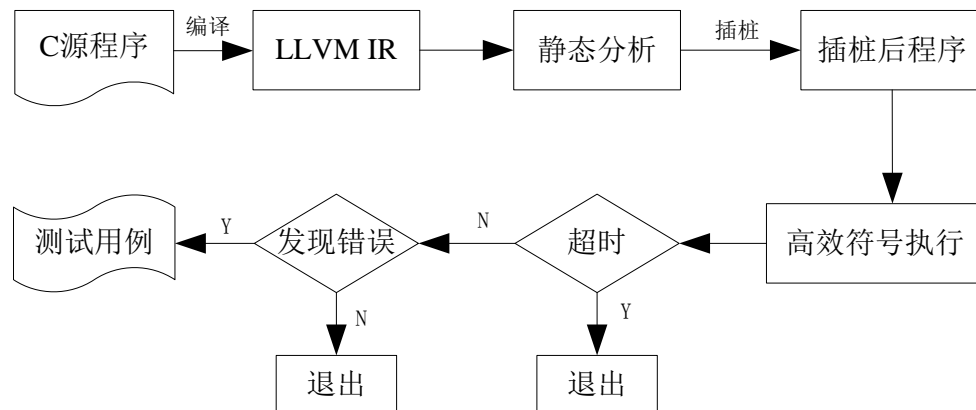 C源程序
编译
LLVM IR
静态分析
插桩
插桩后程序
测试用例
Y
发现错误
N
超时
高效符号执行
N
Y
退出
退出